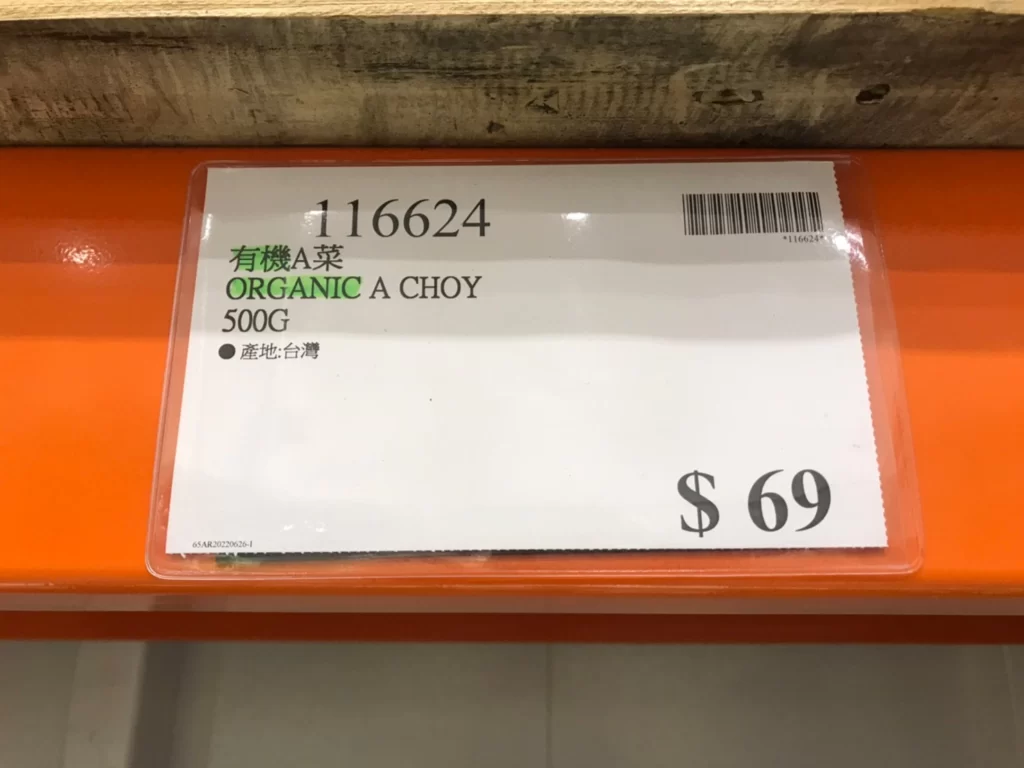 116624
*116624*
有機A菜
ORGANIC A CHOY
500G
● 產地:台灣
$ 69
65AR20220626-1